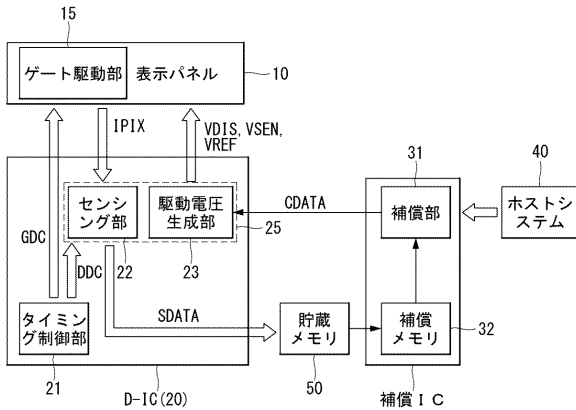 15
ゲート駆動部
表示パネル
10
IPIX
VDIS,VSEN,
VREF
31
40
センシ
ング部
駆動電圧
生成部
CDATA
補償部
ホストシ
ステム
25
GDC
DDC
22
23
SDATA
タイミン
グ制御部
貯蔵
メモリ
補償
メモリ
32
21
50
D-IC(20)
補償IC